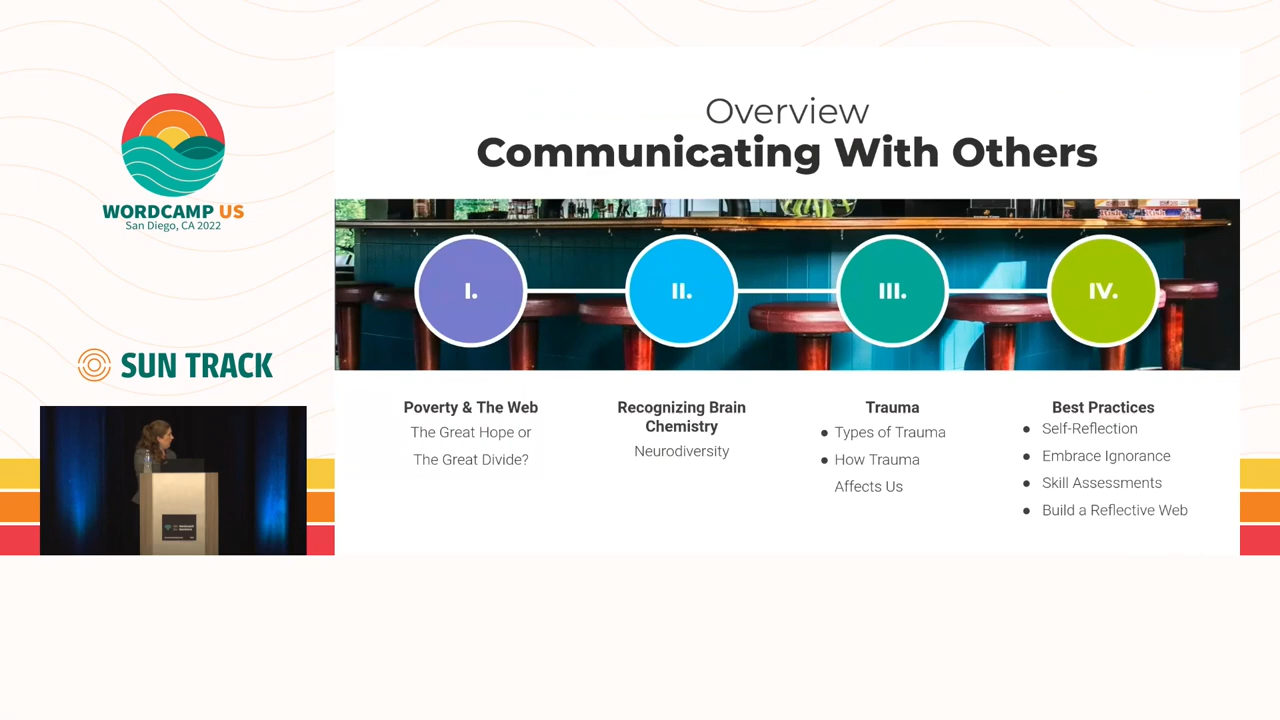 WORDCAMP US
San Diego, CA 2022
SUN TRACK
Overview
Communicating With Others
I.
II.
III.
IV.
Poverty & The Web
The Great Hope or
The Great Divide?
Recognizing Brain
Chemistry
Neurodiversity
Trauma
● Types of Trauma
● How Trauma
Affects Us
Best Practices
● Self-Reflection
● Embrace Ignorance
● Skill Assessments
● Build a Reflective Web